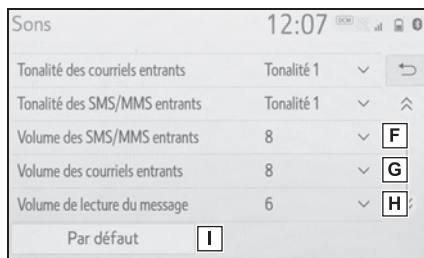 Sons 12:07 DCM
Tonalité des courriels entrants Tonalité 1
Tonalité des SMS/MMS entrants Tonalité 1
Volume des SMS/MMS entrants 8 F
Volume des courriels entrants 8 G
Volume de lecture du message 6 H
Par défaut I